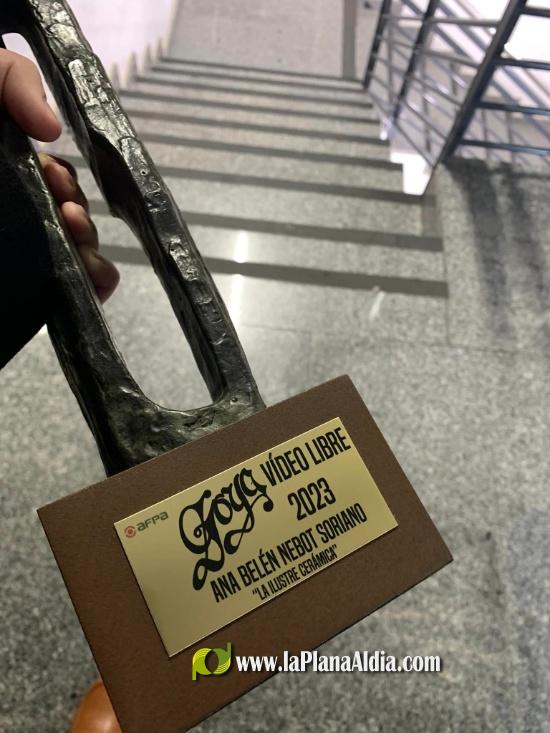 afpa
Goya VÍDEO LIBRE
2023
ANA BELÉN NEBOT SORIANO
"LA ILUSTRE CERÁMICA"
www.laPlanaAldia.com